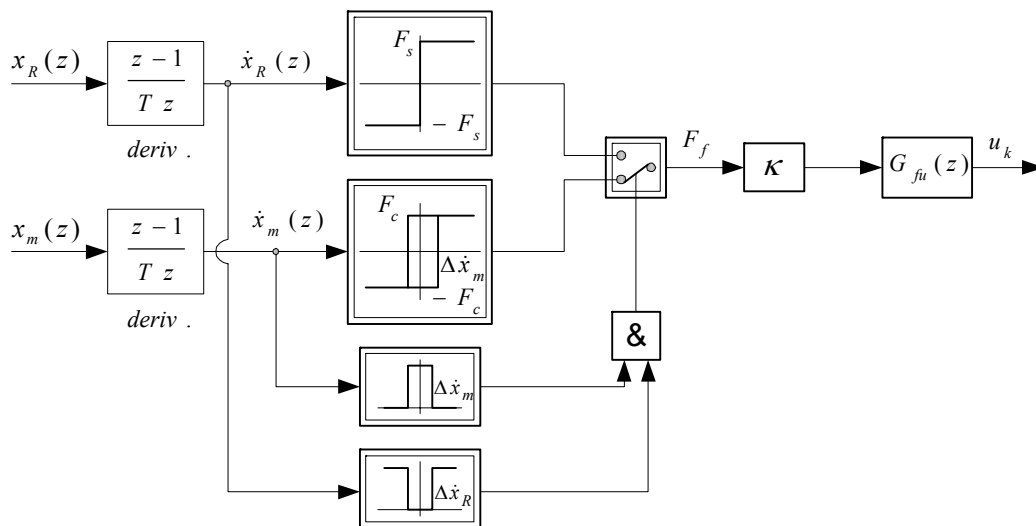 x_R(z)
z − 1
T z
deriv .
ẋ_R(z)
F_s
− F_s
x_m(z)
z − 1
T z
deriv .
ẋ_m(z)
F_c
Δẋ_m
− F_c
F_f
κ
G_fu(z)
u_k
&
Δẋ_m
Δẋ_R